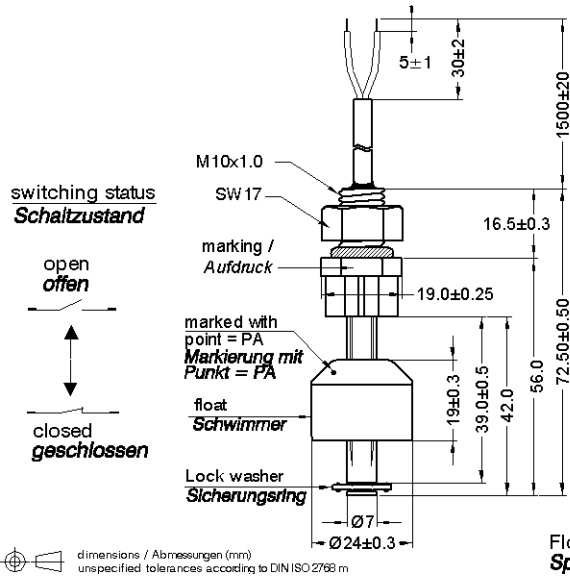 5±1
30±2
1500±20
M10x1.0
SW17
switching status
Schaltzustand
16.5±0.3
marking /
Aufdruck
open
offen
19.0±0.25
marked with
point = PA
Markierung mit
Punkt = PA
19±0.3
39.0±0.5
42.0
56.0
72.50±0.50
float
Schwimmer
closed
geschlossen
Lock washer
Sicherungsring
Ø7
Ø24±0.3
dimensions / Abmessungen (mm)
unspecified tolerances according to DIN ISO 2768 m